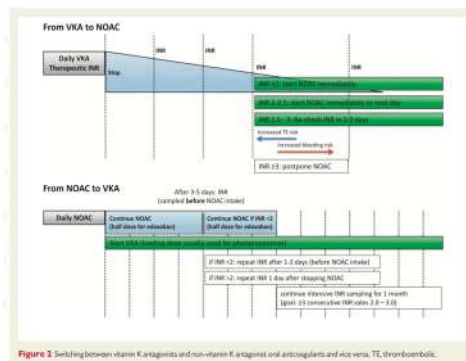 From VKA to NOAC
INR
INR
INR
INR
Daily VKA
Therapeutic INR
Stop
INR ≤2: start NOAC immediately
INR 2-2.5: start NOAC immediately or next day
INR 2.5 - 3: Re-check INR in 1-3 days
Increased TE risk
Increased bleeding risk
INR ≥3: postpone NOAC
From NOAC to VKA
After 3-5 days: INR
(sampled before NOAC intake)
Daily NOAC
Continue NOAC
(half dose for edoxaban)
Continue NOAC if INR <2
(half dose for edoxaban)
Start VKA (loading dose usually used for phenprocoumon)
if INR <2: repeat INR after 1-3 days (before NOAC intake)
if INR >2: repeat INR 1 day after stopping NOAC
continue intensive INR sampling for 1 month
(goal: ≥3 consecutive INR vales 2.0 – 3.0)
Figure 2 Switching between vitamin K antagonists and non-vitamin K antagonist oral anticoagulants and vice versa. TE, thromboembolic.